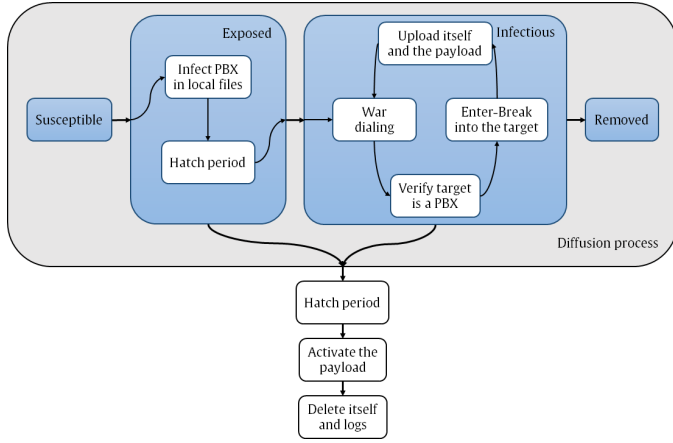 Exposed
Infectious
Upload itself
and the payload
Infect PBX
in local files
Susceptible
War
dialing
Enter-Break
into the target
Removed
Hatch period
Verify target
is a PBX
Diffusion process
Hatch period
Activate the
payload
Delete itself
and logs